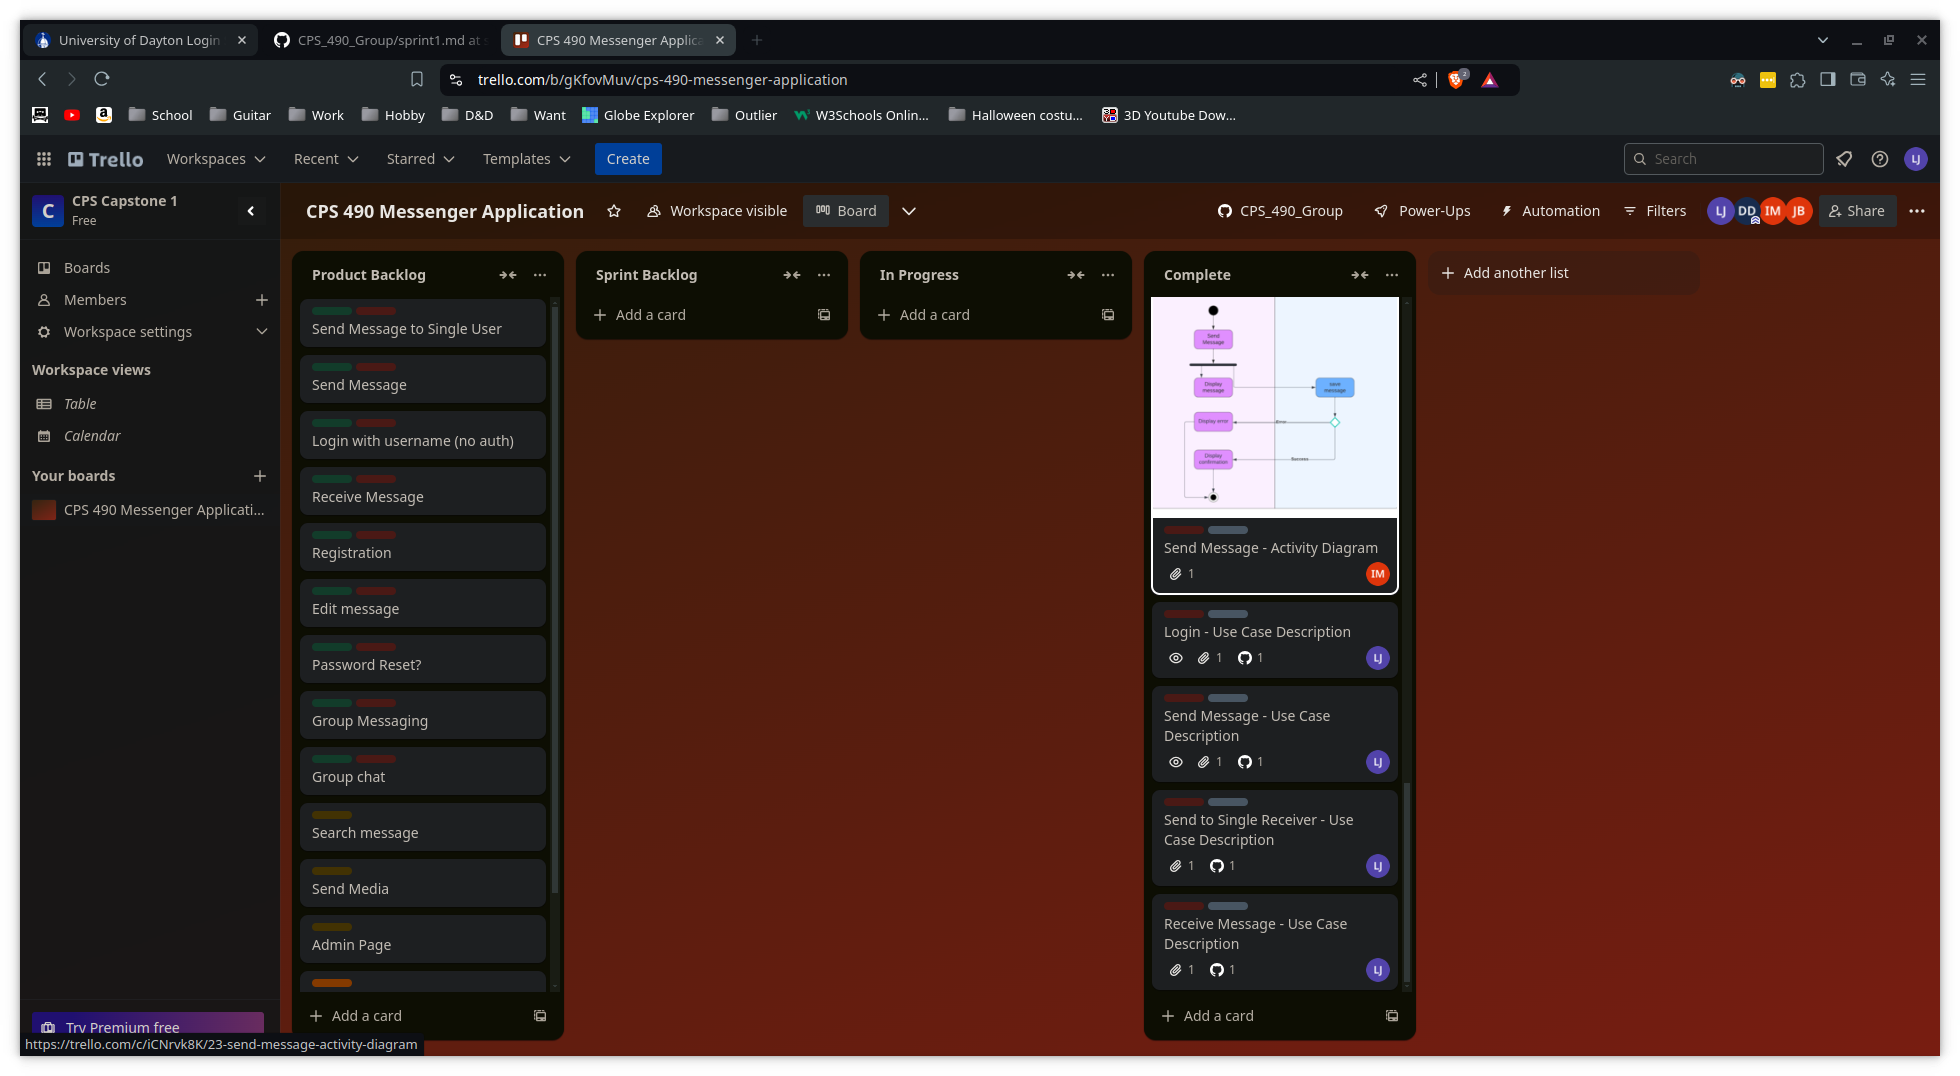 University of Dayton Login
CPS_490_Group/sprint1.md at
CPS 490 Messenger Applica
trello.com/b/gKfovMuv/cps-490-messenger-application
2
School
Guitar
Work
Hobby
D&D
Want
Globe Explorer
Outlier
W3Schools Onlin...
Halloween costu...
3D Youtube Dow...
Trello
Workspaces
Recent
Starred
Templates
Create
Search
LJ
C
CPS Capstone 1
Free
CPS 490 Messenger Application
Workspace visible
Board
CPS_490_Group
Power-Ups
Automation
Filters
LJ
DD
IM
JB
Share
Boards
Members
Workspace settings
Workspace views
Table
Calendar
Your boards
CPS 490 Messenger Applicati...
Try Premium free
https://trello.com/c/iCNrvk8K/23-send-message-activity-diagram
Product Backlog
Send Message to Single User
Send Message
Login with username (no auth)
Receive Message
Registration
Edit message
Password Reset?
Group Messaging
Group chat
Search message
Send Media
Admin Page
Add a card
Sprint Backlog
Add a card
In Progress
Add a card
Complete
Send
Message
Display
message
save
message
Display error
Error
Display
confirmation
Success
Send Message - Activity Diagram
1
IM
Login - Use Case Description
1
1
LJ
Send Message - Use Case
Description
1
1
LJ
Send to Single Receiver - Use
Case Description
1
1
LJ
Receive Message - Use Case
Description
1
1
LJ
Add a card
Add another list